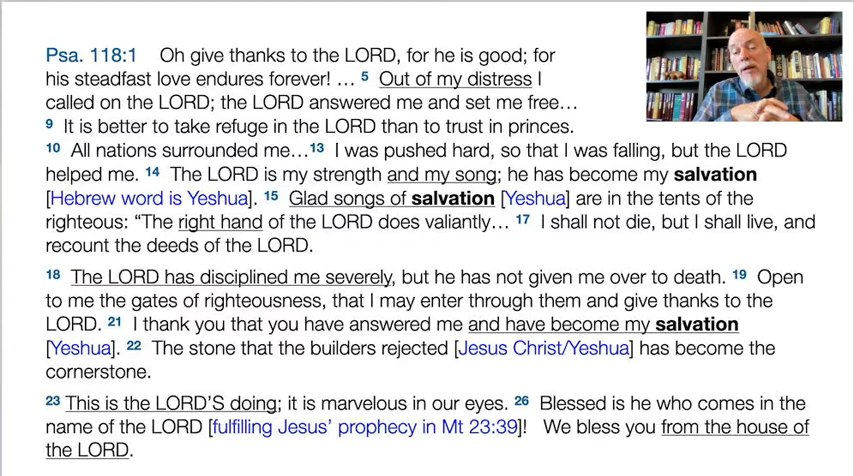 Psa. 118:1 Oh give thanks to the LORD, for he is good; for
his steadfast love endures forever! … 5 Out of my distress I
called on the LORD; the LORD answered me and set me free…
9 It is better to take refuge in the LORD than to trust in princes.
10 All nations surrounded me…13 I was pushed hard, so that I was falling, but the LORD
helped me. 14 The LORD is my strength and my song; he has become my salvation
[Hebrew word is Yeshua]. 15 Glad songs of salvation [Yeshua] are in the tents of the
righteous: “The right hand of the LORD does valiantly… 17 I shall not die, but I shall live, and
recount the deeds of the LORD.
18 The LORD has disciplined me severely, but he has not given me over to death. 19 Open
to me the gates of righteousness, that I may enter through them and give thanks to the
LORD. 21 I thank you that you have answered me and have become my salvation
[Yeshua]. 22 The stone that the builders rejected [Jesus Christ/Yeshua] has become the
cornerstone.
23 This is the LORD’S doing; it is marvelous in our eyes. 26 Blessed is he who comes in the
name of the LORD [fulfilling Jesus’ prophecy in Mt 23:39]! We bless you from the house of
the LORD.